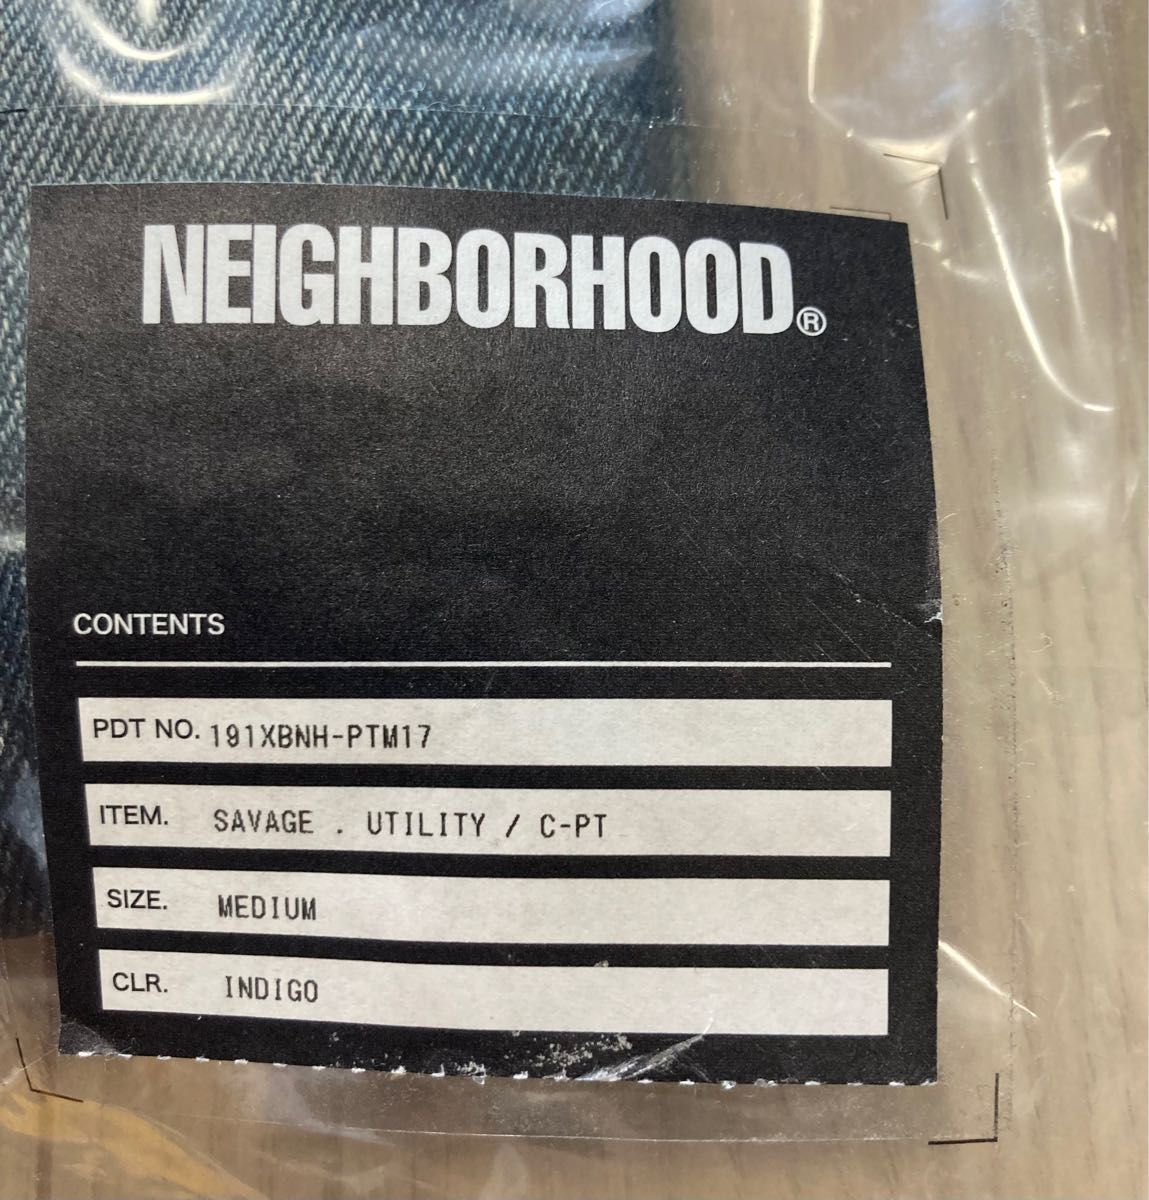 NEIGHBORHOOD®
CONTENTS
PDT NO. 191XBNH-PTM17
ITEM. SAVAGE . UTILITY / C-PT
SIZE. MEDIUM
CLR. INDIGO